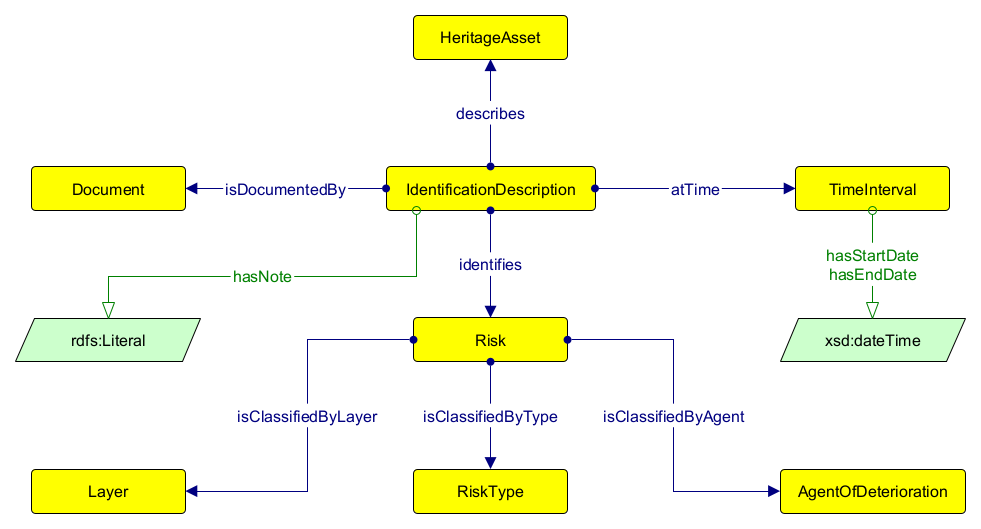 HeritageAsset
describes
Document
isDocumentedBy
IdentificationDescription
atTime
TimeInterval
identifies
hasStartDate
hasEndDate
hasNote
rdfs:Literal
Risk
xsd:dateTime
isClassifiedByLayer
isClassifiedByType
isClassifiedByAgent
Layer
RiskType
AgentOfDeterioration